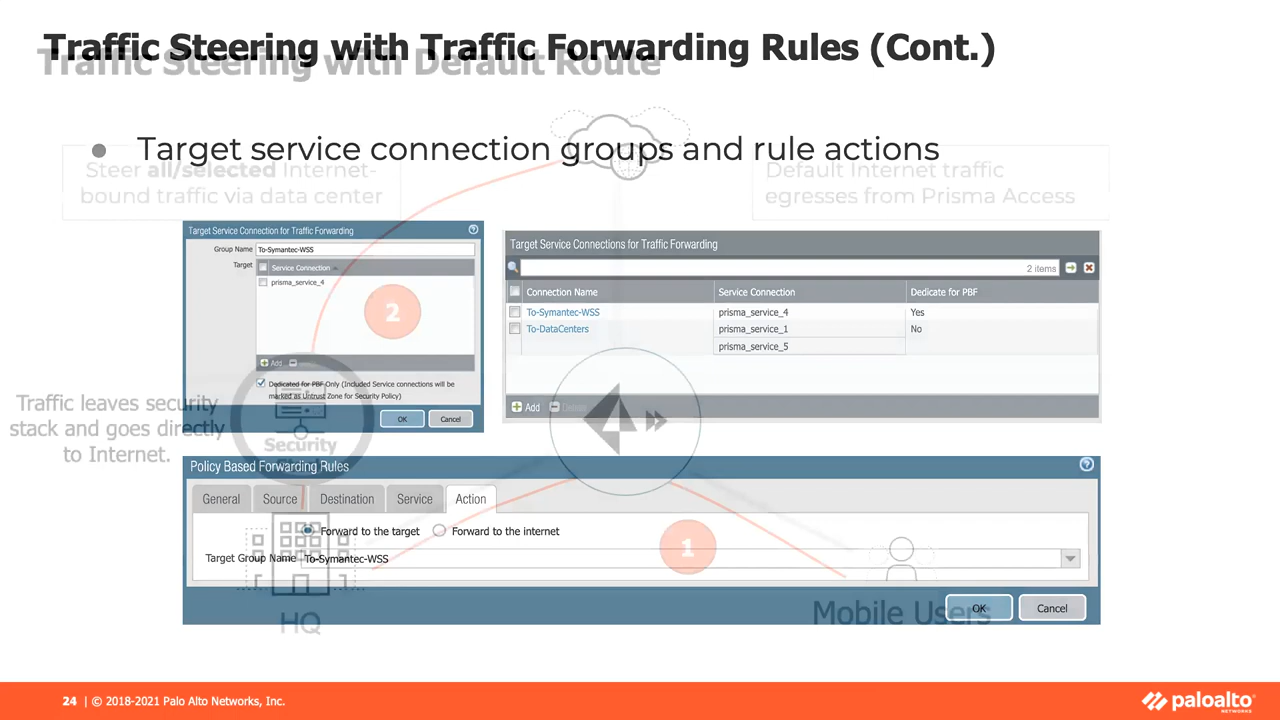 Traffic Steering with Traffic Forwarding Rules (Cont.)
Traffic Steering with Default Route
Target service connection groups and rule actions
Steer all/selected Internet-
bound traffic via data center
Default Internet traffic
egresses from Prisma Access
Target Service Connection for Traffic Forwarding
Group Name To-Symantec-WSS
Target
Service Connection
prisma_service_4
2
Add
Dedicated for PBF Only (Included Service connections will be
marked as Untrust Zone for Security Policy)
OK Cancel
Target Service Connections for Traffic Forwarding
2 items
Connection Name Service Connection Dedicate for PBF
To-Symantec-WSS prisma_service_4 Yes
To-DataCenters prisma_service_1 No
prisma_service_5
Add
Traffic leaves security
stack and goes directly
to Internet.
Security
Policy Based Forwarding Rules
General Source Destination Service Action
Forward to the target Forward to the internet
Target Group Name To-Symantec-WSS
1
HQ
Mobile Users
OK Cancel
24 | © 2018-2021 Palo Alto Networks, Inc.
paloalto
NETWORKS